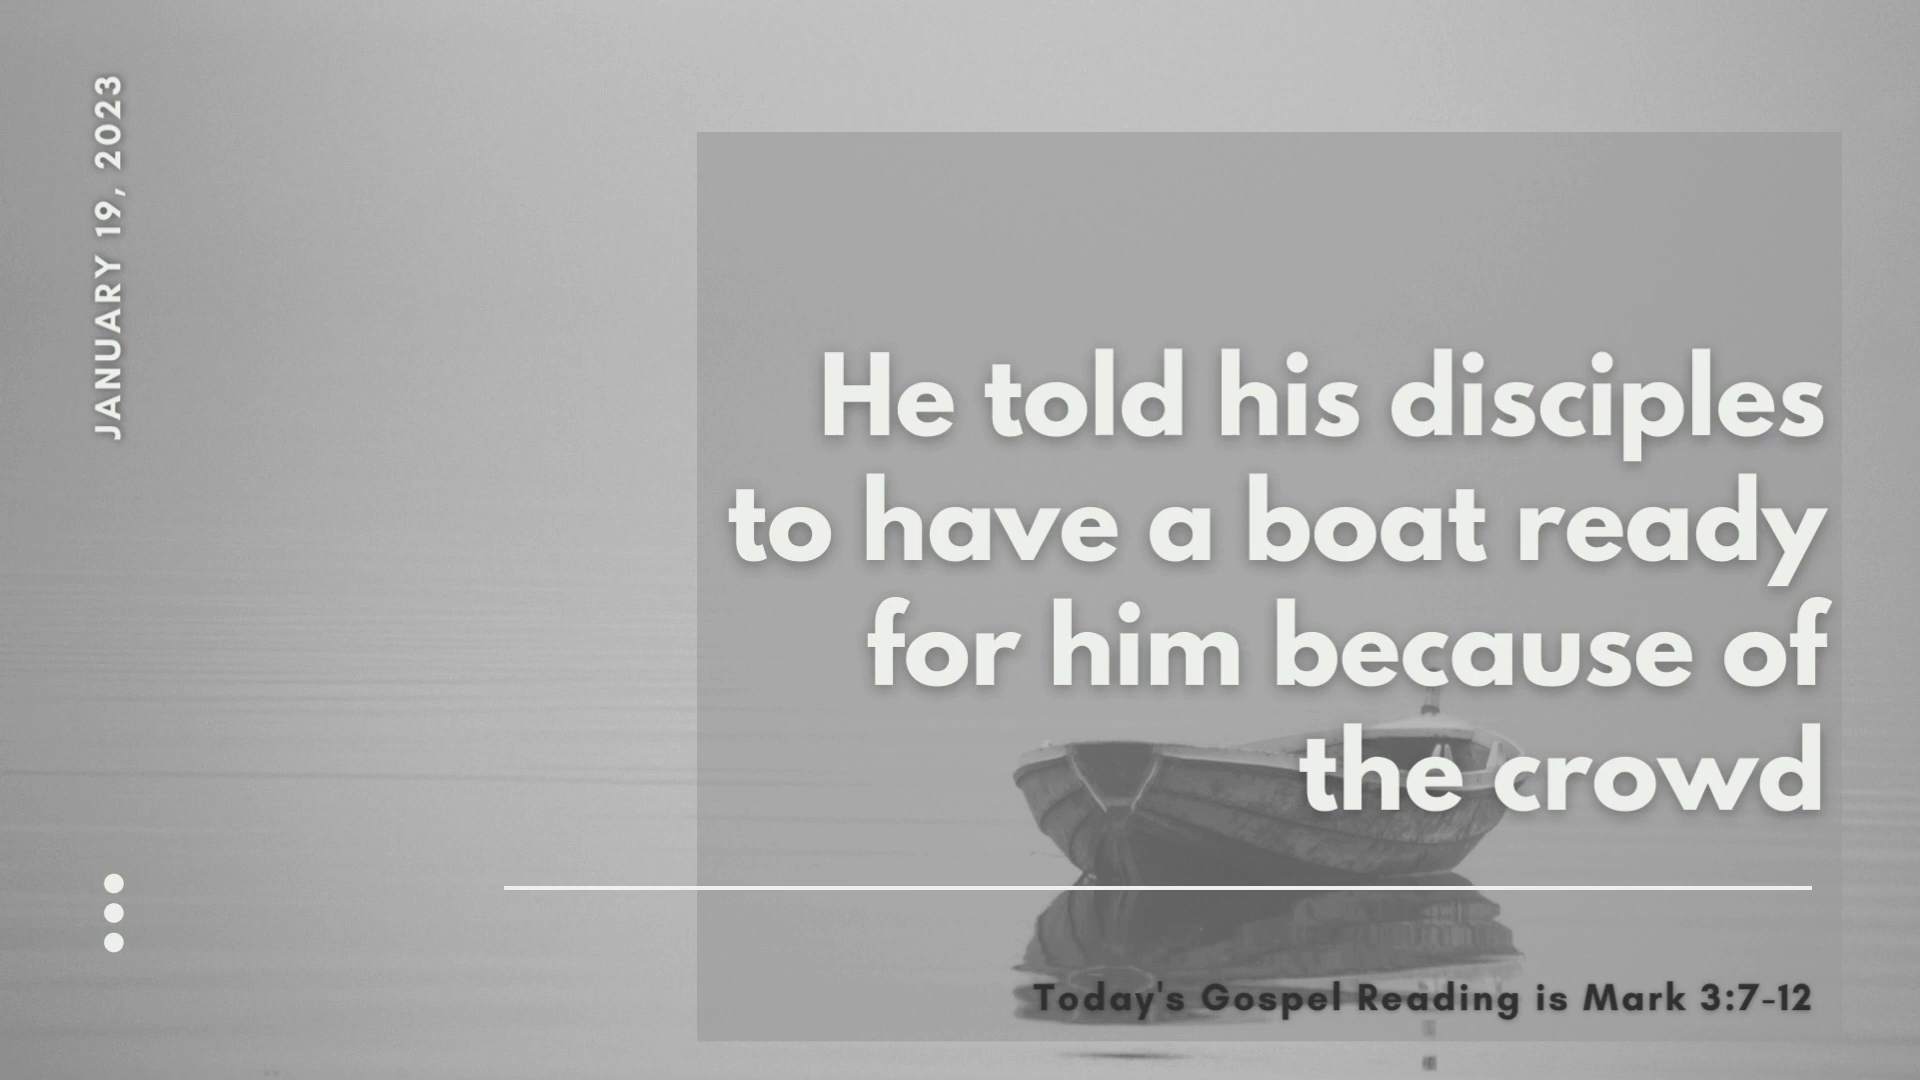 JANUARY 19, 2023
He told his disciples
to have a boat ready
for him because of
the crowd
Today's Gospel Reading is Mark 3:7-12